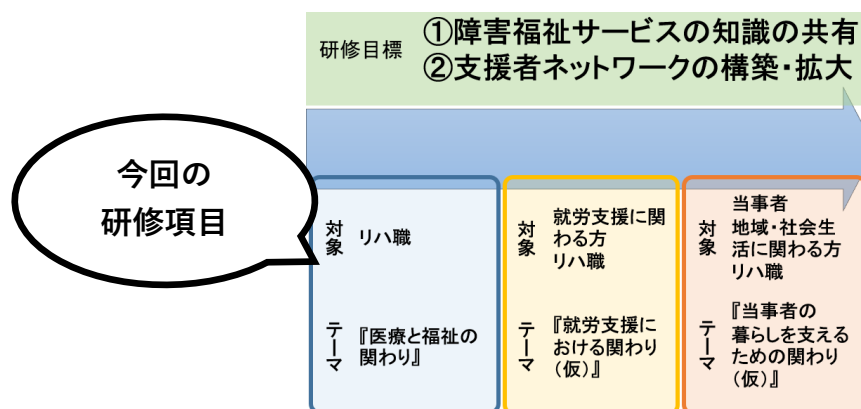 研修目標
①障害福祉サービスの知識の共有
②支援者ネットワークの構築・拡大
今回の
研修項目
対象
リハ職
テーマ
『医療と福祉の
関わり』
対象
就労支援に関
わる方
リハ職
テーマ
『就労支援に
おける関わり
（仮）』
対象
当事者
地域・社会生
活に関わる方
リハ職
テーマ
『当事者の
暮らしを支える
ための関わり
（仮）』